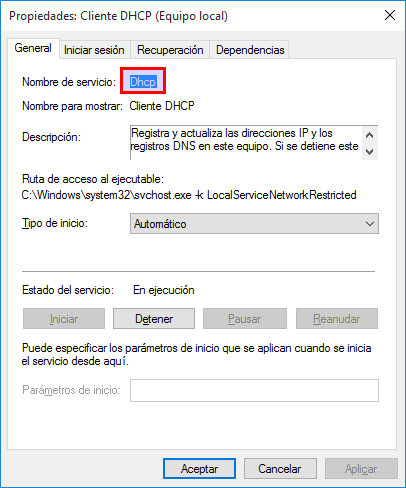 Propiedades: Cliente DHCP (Equipo local)
General Iniciar sesión Recuperación Dependencias
Nombre de servicio: Dhcp
Nombre para mostrar: Cliente DHCP
Descripción: Registra y actualiza las direcciones IP y los
registros DNS en este equipo. Si se detiene este
Ruta de acceso al ejecutable:
C:\Windows\system32\svchost.exe -k LocalServiceNetworkRestricted
Tipo de inicio: Automático
Estado del servicio: En ejecución
Iniciar Detener Pausar Reanudar
Puede especificar los parámetros de inicio que se aplican cuando se inicia
el servicio desde aquí.
Parámetros de inicio:
Aceptar Cancelar Aplicar